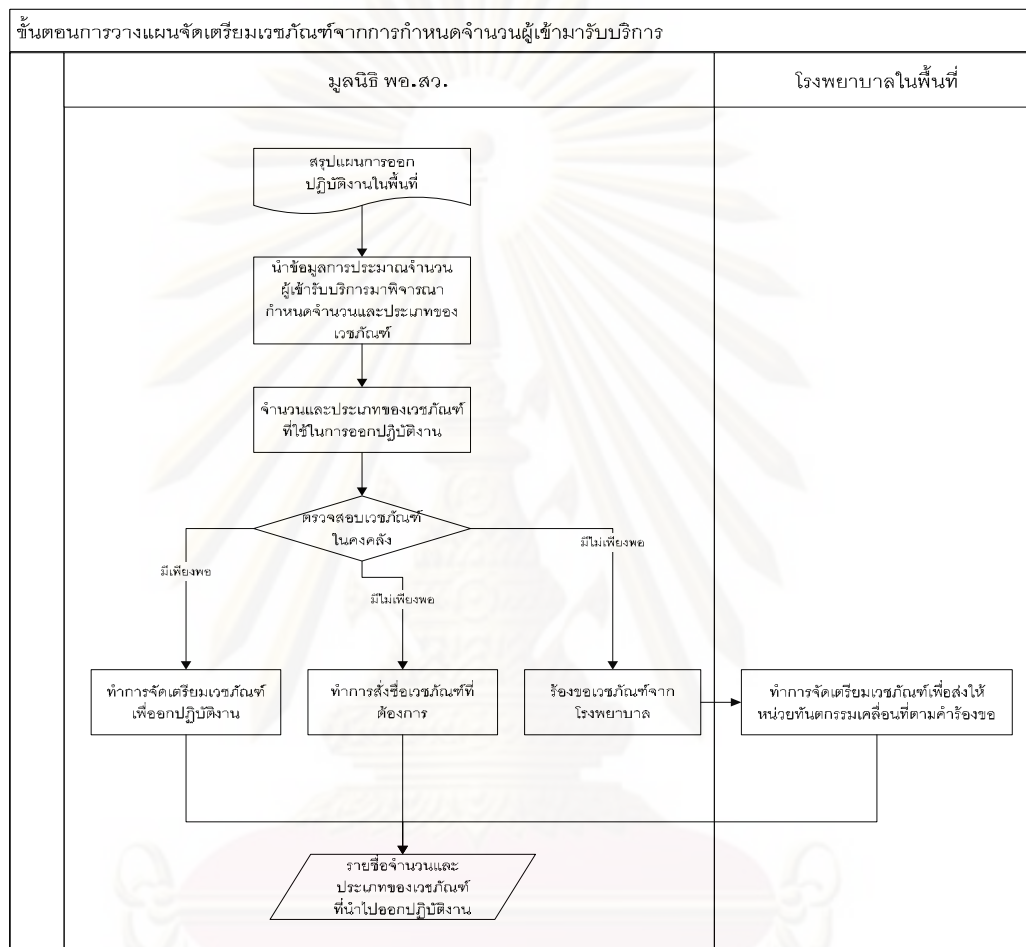 ขั้นตอนการวางแผนจัดเตรียมเวชภัณฑ์จากการกำหนดจำนวนผู้เข้ามารับบริการ
มูลนิธิ พอ.สว.
โรงพยาบาลในพื้นที่
สรุปแผนการออก
ปฏิบัติงานในพื้นที่
นำข้อมูลการประมาณจำนวน
ผู้เข้ารับบริการมาพิจารณา
กำหนดจำนวนและประเภทของ
เวชภัณฑ์
จำนวนและประเภทของเวชภัณฑ์
ที่ใช้ในการออกปฏิบัติงาน
ตรวจสอบเวชภัณฑ์
ในคงคลัง
มีเพียงพอ
มีไม่เพียงพอ
มีไม่เพียงพอ
ทำการจัดเตรียมเวชภัณฑ์
เพื่อออกปฏิบัติงาน
ทำการสั่งซื้อเวชภัณฑ์ที่
ต้องการ
ร้องขอเวชภัณฑ์จาก
โรงพยาบาล
ทำการจัดเตรียมเวชภัณฑ์เพื่อส่งให้
หน่วยทันตกรรมเคลื่อนที่ตามคำร้องขอ
รายชื่อจำนวนและ
ประเภทของเวชภัณฑ์
ที่นำไปออกปฏิบัติงาน